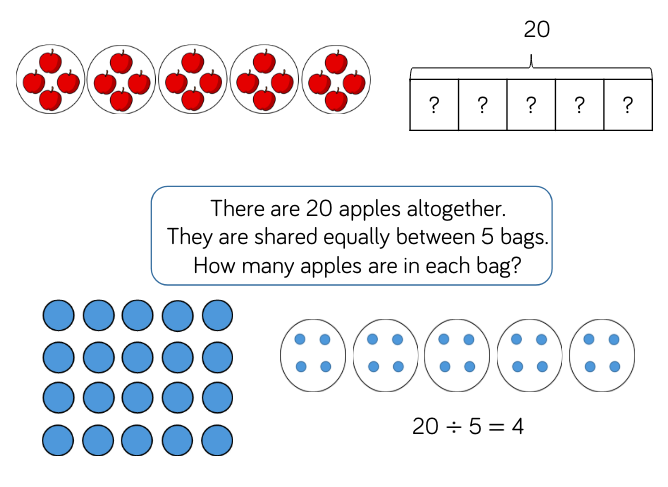 20
? ? ? ? ?
There are 20 apples altogether.
They are shared equally between 5 bags.
How many apples are in each bag?
20 ÷ 5 = 4